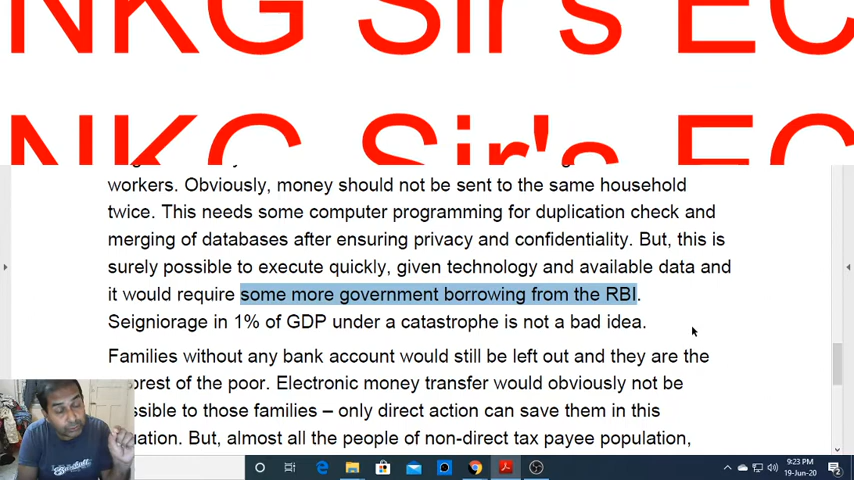 NKG Sir's EC
NKG Sir's EC
workers. Obviously, money should not be sent to the same household
twice. This needs some computer programming for duplication check and
merging of databases after ensuring privacy and confidentiality. But, this is
surely possible to execute quickly, given technology and available data and
it would require some more government borrowing from the RBI.
Seigniorage in 1% of GDP under a catastrophe is not a bad idea.
Families without any bank account would still be left out and they are the
of the poor. Electronic money transfer would obviously not be
to those families – only direct action can save them in this
But, almost all the people of non-direct tax payee population,
9:23 PM
19-Jun-20